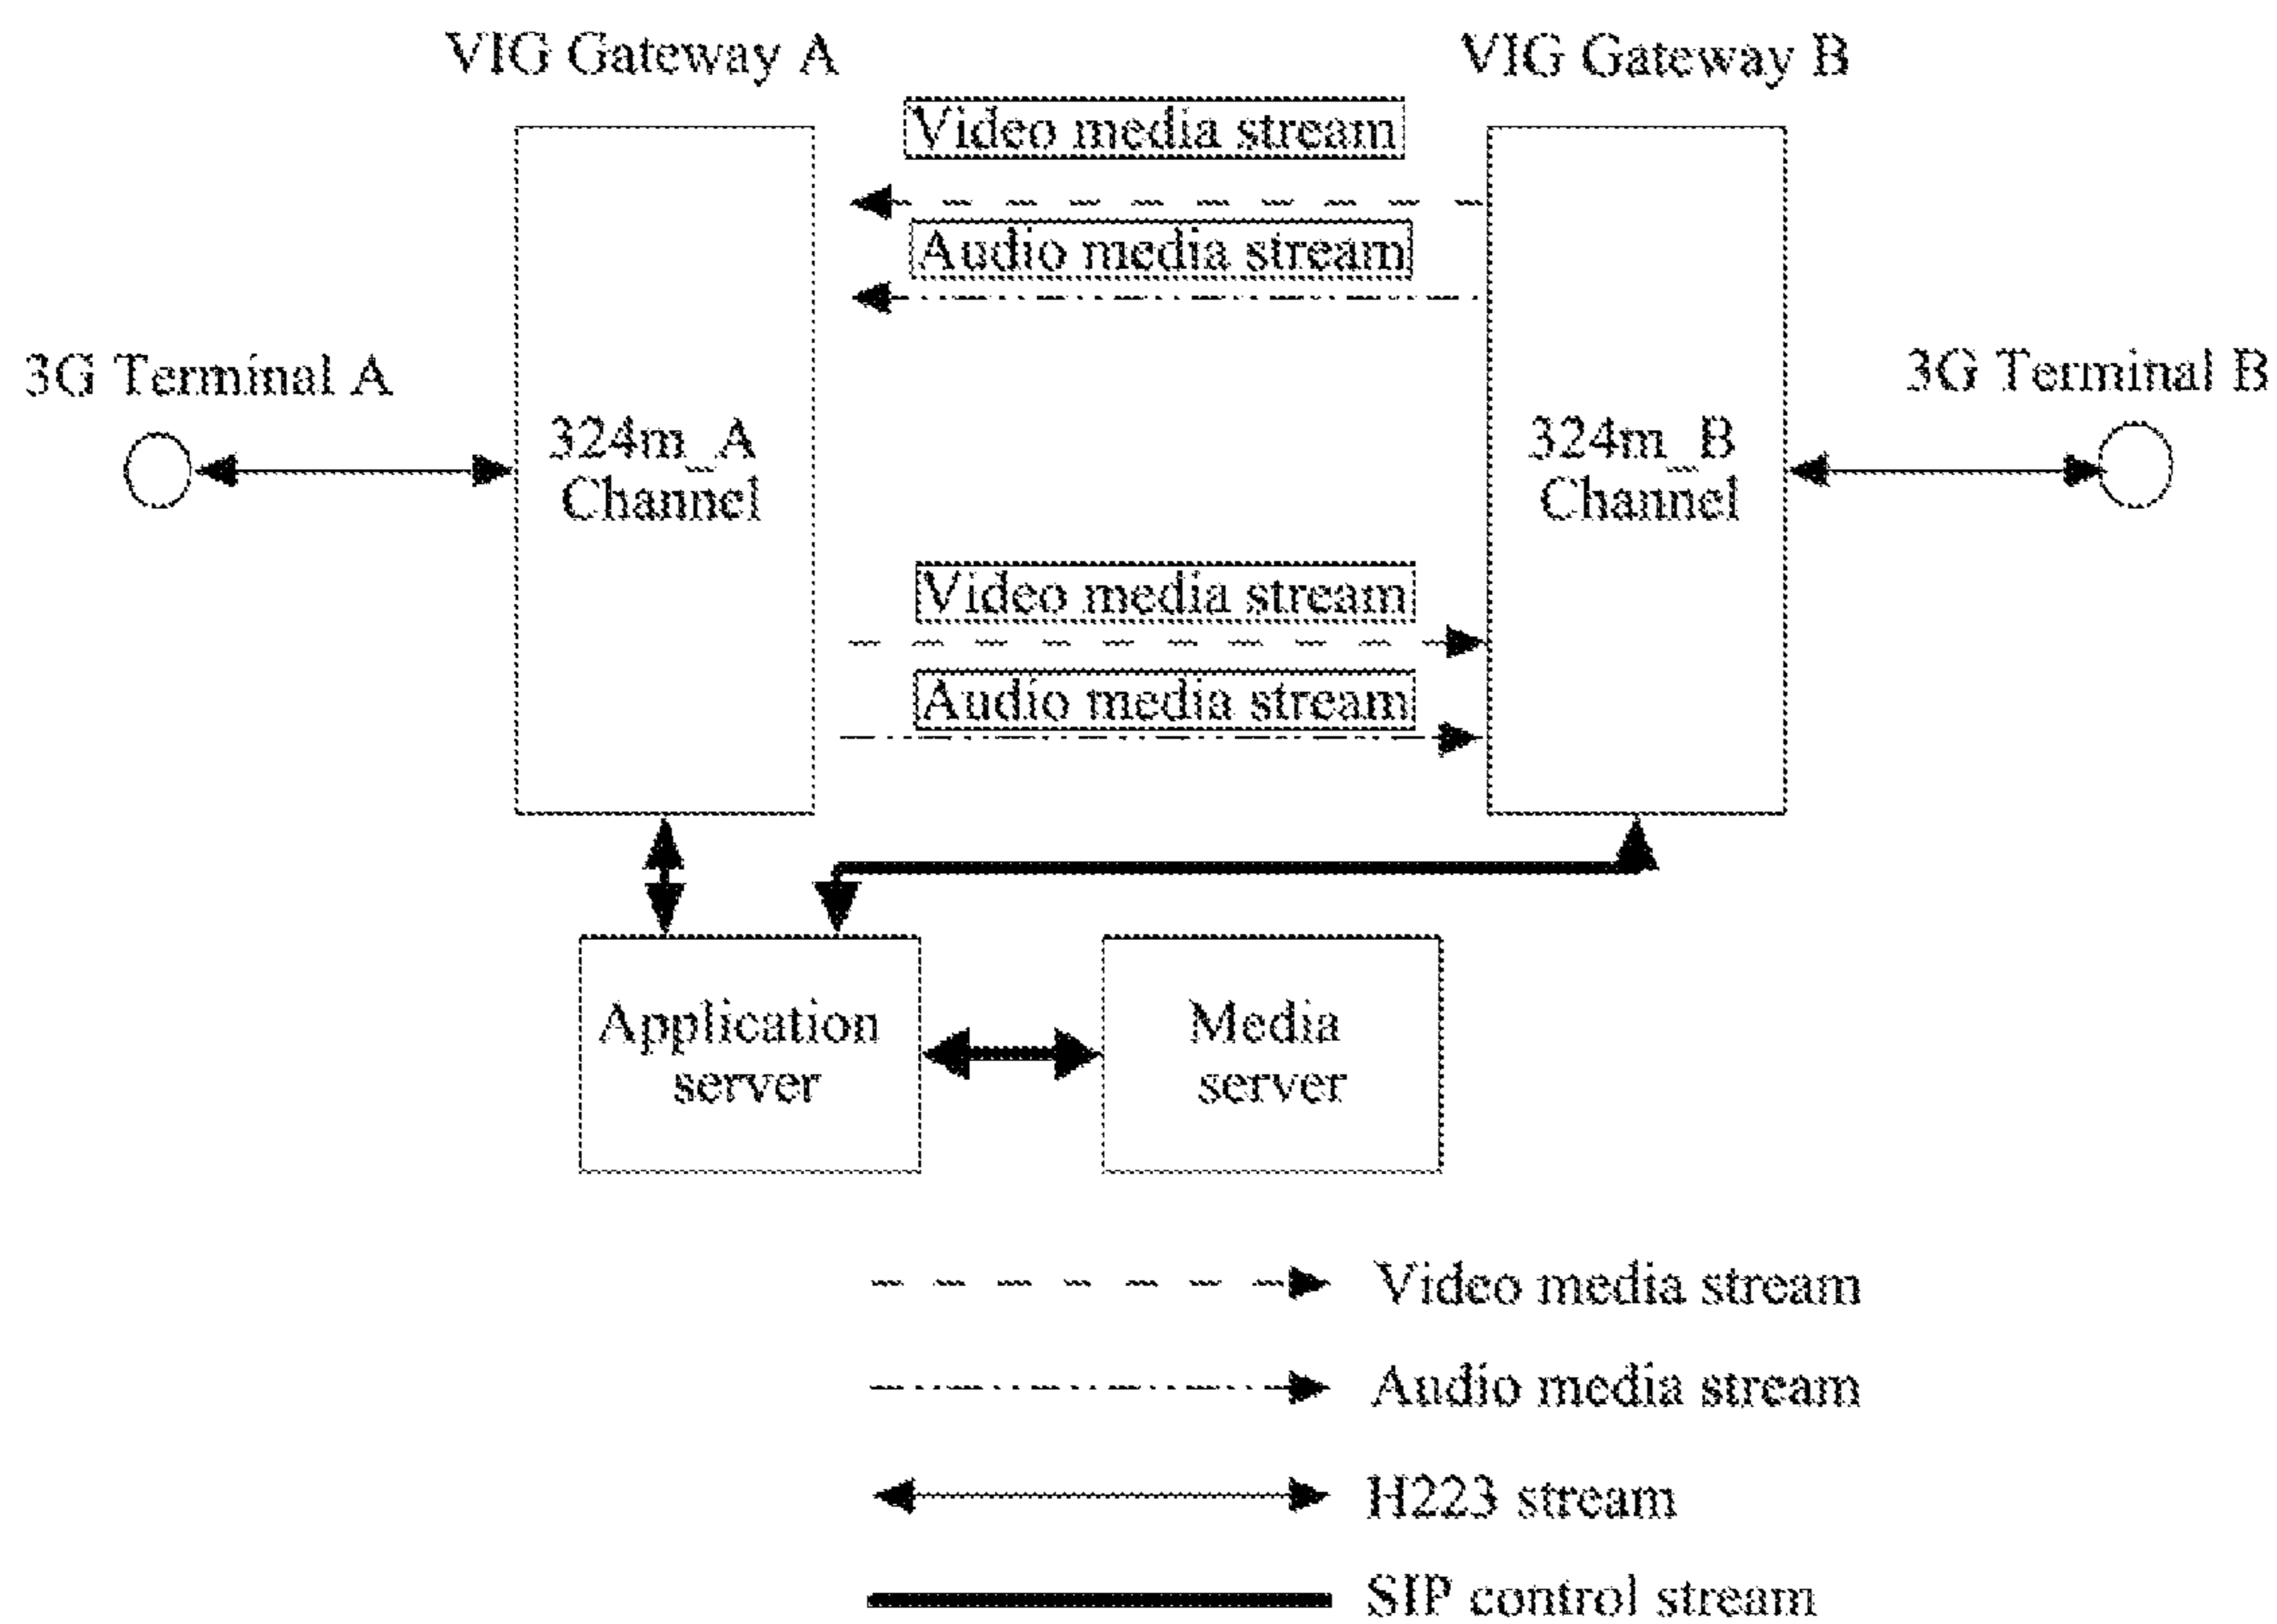 VIG Gateway A
VIG Gateway B
Video media stream
Audio media stream
3G Terminal A
3G Terminal B
324m_A
Channel
324m_B
Channel
Video media stream
Audio media stream
Application
server
Media
server
Video media stream
Audio media stream
H223 stream
SIP control stream